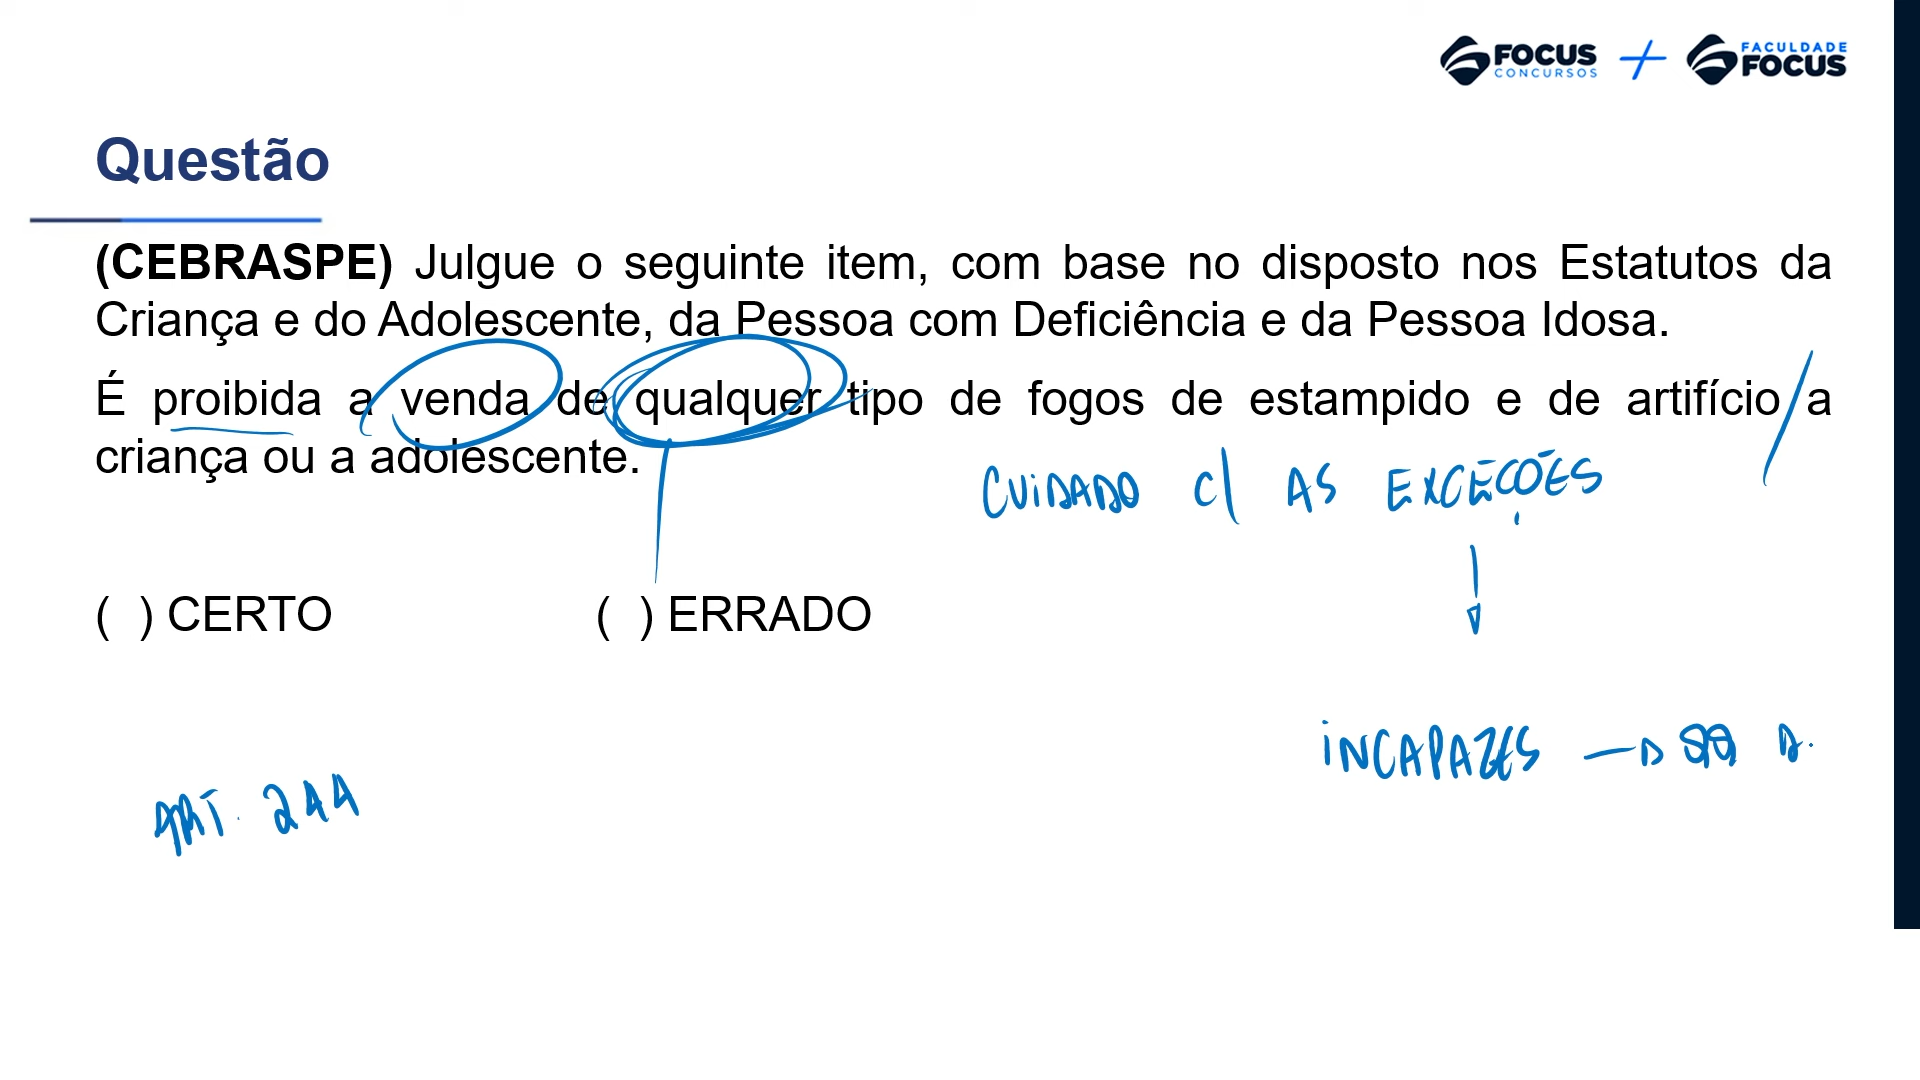 FOCUS CONCURSOS + FACULDADE FOCUS
Questão
(CEBRASPE) Julgue o seguinte item, com base no disposto nos Estatutos da
Criança e do Adolescente, da Pessoa com Deficiência e da Pessoa Idosa.
É proibida a venda de qualquer tipo de fogos de estampido e de artifício a
criança ou a adolescente.
CUIDADO C/ AS EXCEÇÕES
( ) CERTO ( ) ERRADO
INCAPAZES
ART. 244